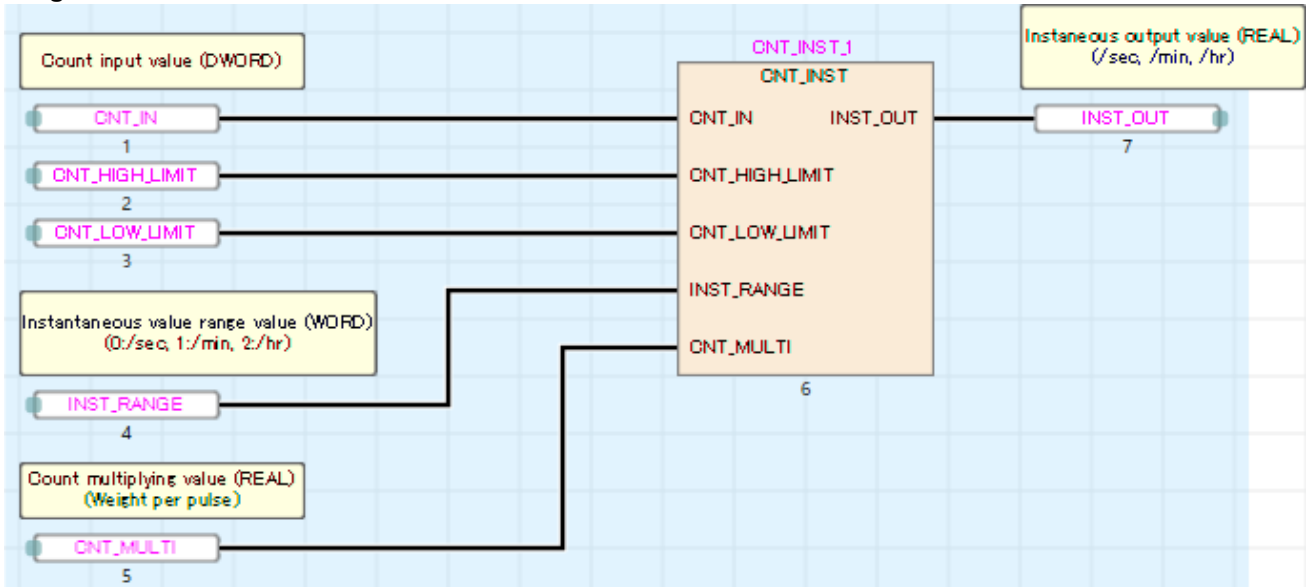 Count input value (DWORD)
CNT_IN
1
CNT_HIGH_LIMIT
2
CNT_LOW_LIMIT
3
Instantaneous value range value (WORD)
(0:/sec, 1:/min, 2:/hr)
INST_RANGE
4
Count multiplying value (REAL)
(Weight per pulse)
CNT_MULTI
5
CNT_INST_1
CNT_INST
CNT_IN INST_OUT
CNT_HIGH_LIMIT
CNT_LOW_LIMIT
INST_RANGE
CNT_MULTI
6
Instaneous output value (REAL)
(/sec, /min, /hr)
INST_OUT
7